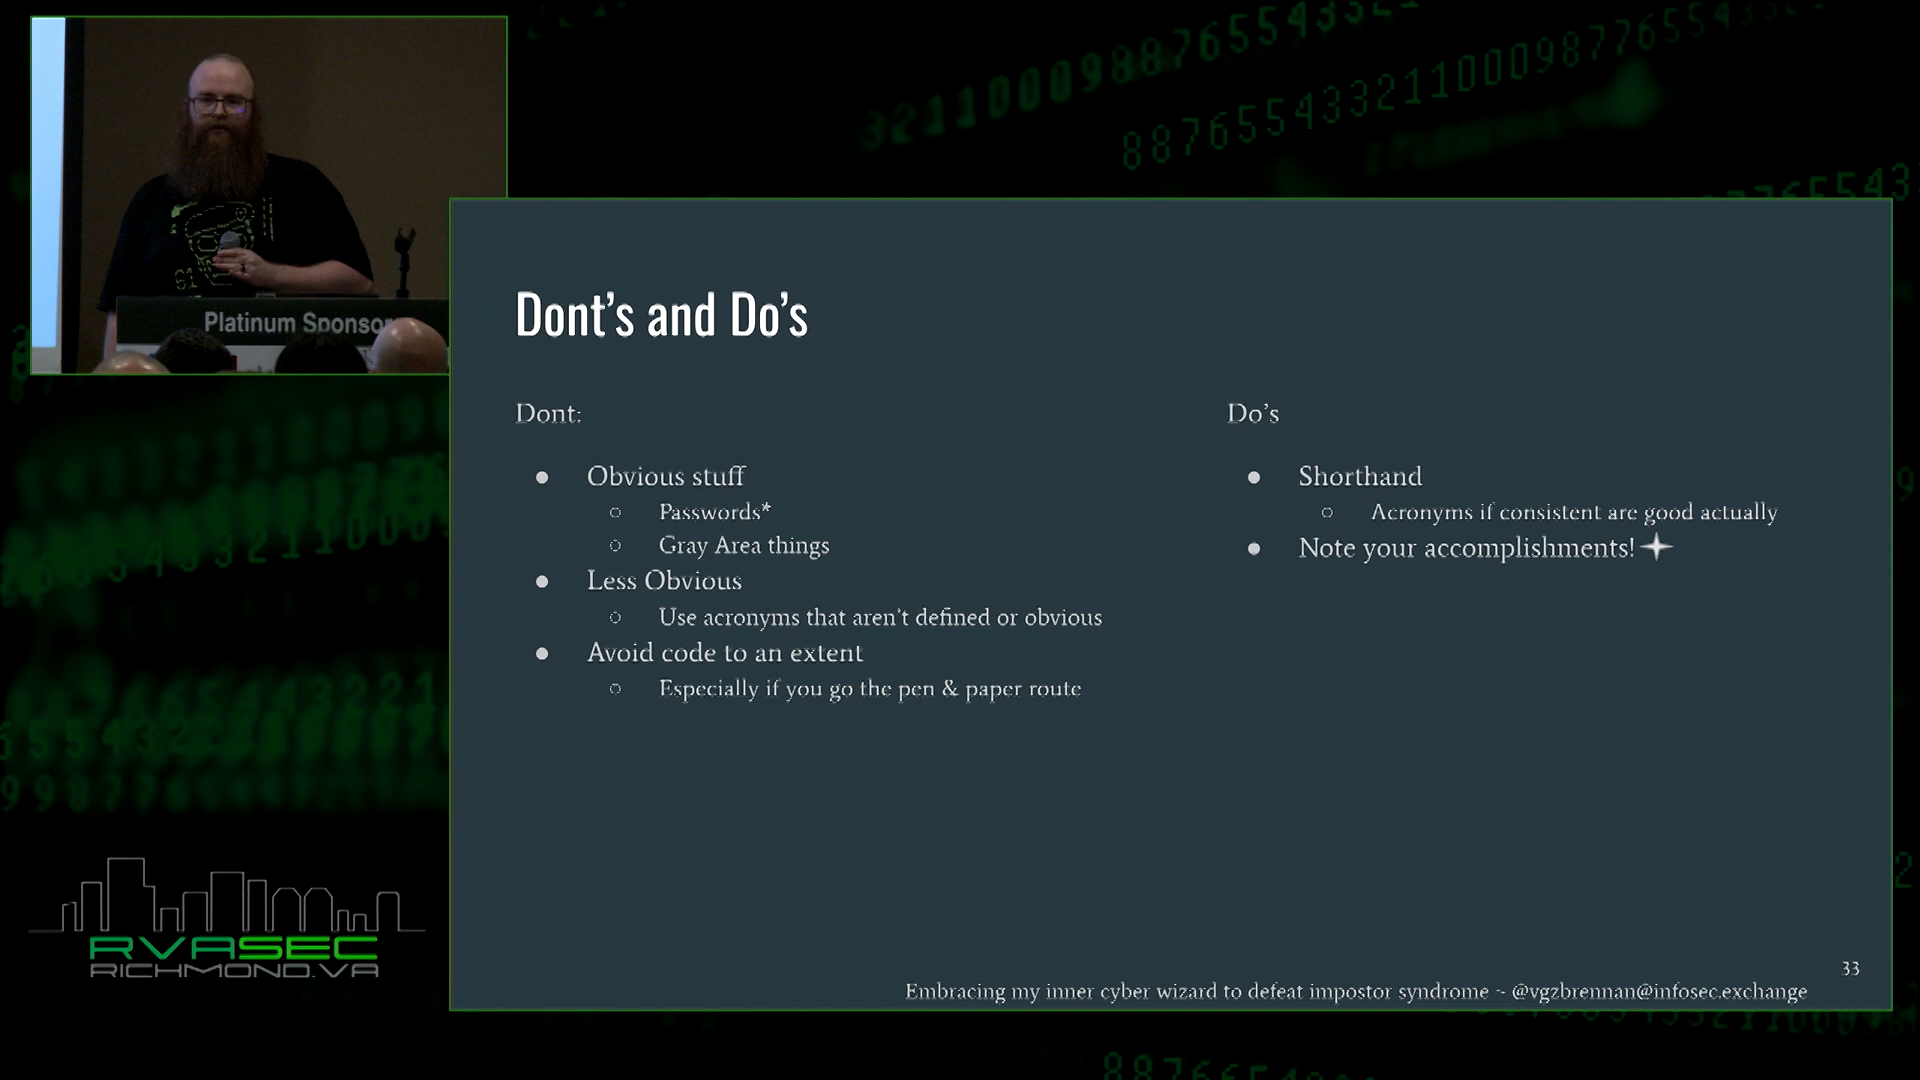 Platinum Sponsor
Dont's and Do's
Dont:
Obvious stuff
Passwords*
Gray Area things
Less Obvious
Use acronyms that aren't defined or obvious
Avoid code to an extent
Especially if you go the pen & paper route
Do's
Shorthand
Acronyms if consistent are good actually
Note your accomplishments!
33
Embracing my inner cyber wizard to defeat impostor syndrome ~ @vgzbrennan@infosec.exchange
RVASEC
RICHMOND.VA